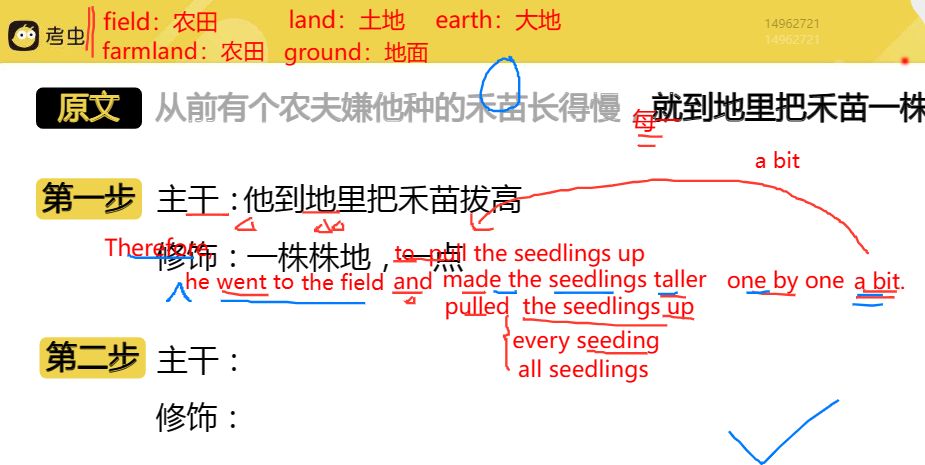 field：农田 land：土地 earth：大地
14962721
考虫
14962721
farmland：农田 ground：地面
原文 从前有个农夫嫌他种的禾苗长得慢 就到地里把禾苗一株
每一
a bit
第一步 主干：他到地里把禾苗拔高
Therefore, 修饰：一株株地，一点 to pull the seedlings up
he went to the field and made the seedlings taller one by one a bit.
pulled the seedlings up
every seeding
第二步 主干：
all seedlings
修饰：